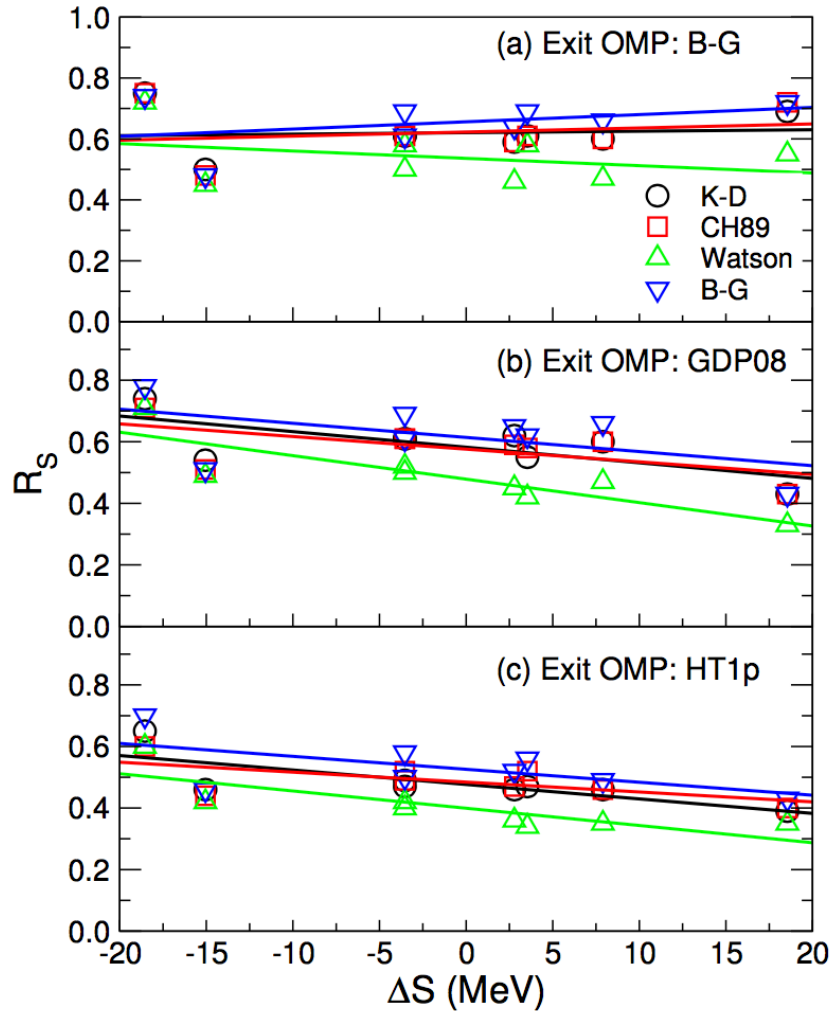 1.0
(a) Exit OMP: B-G
0.8
0.6
0.4
K-D
CH89
0.2
Watson
B-G
0.0
(b) Exit OMP: GDP08
0.8
0.6
R_S
0.4
0.2
0.0
(c) Exit OMP: HT1p
0.8
0.6
0.4
0.2
0.0
-20 -15 -10 -5 0 5 10 15 20
ΔS (MeV)